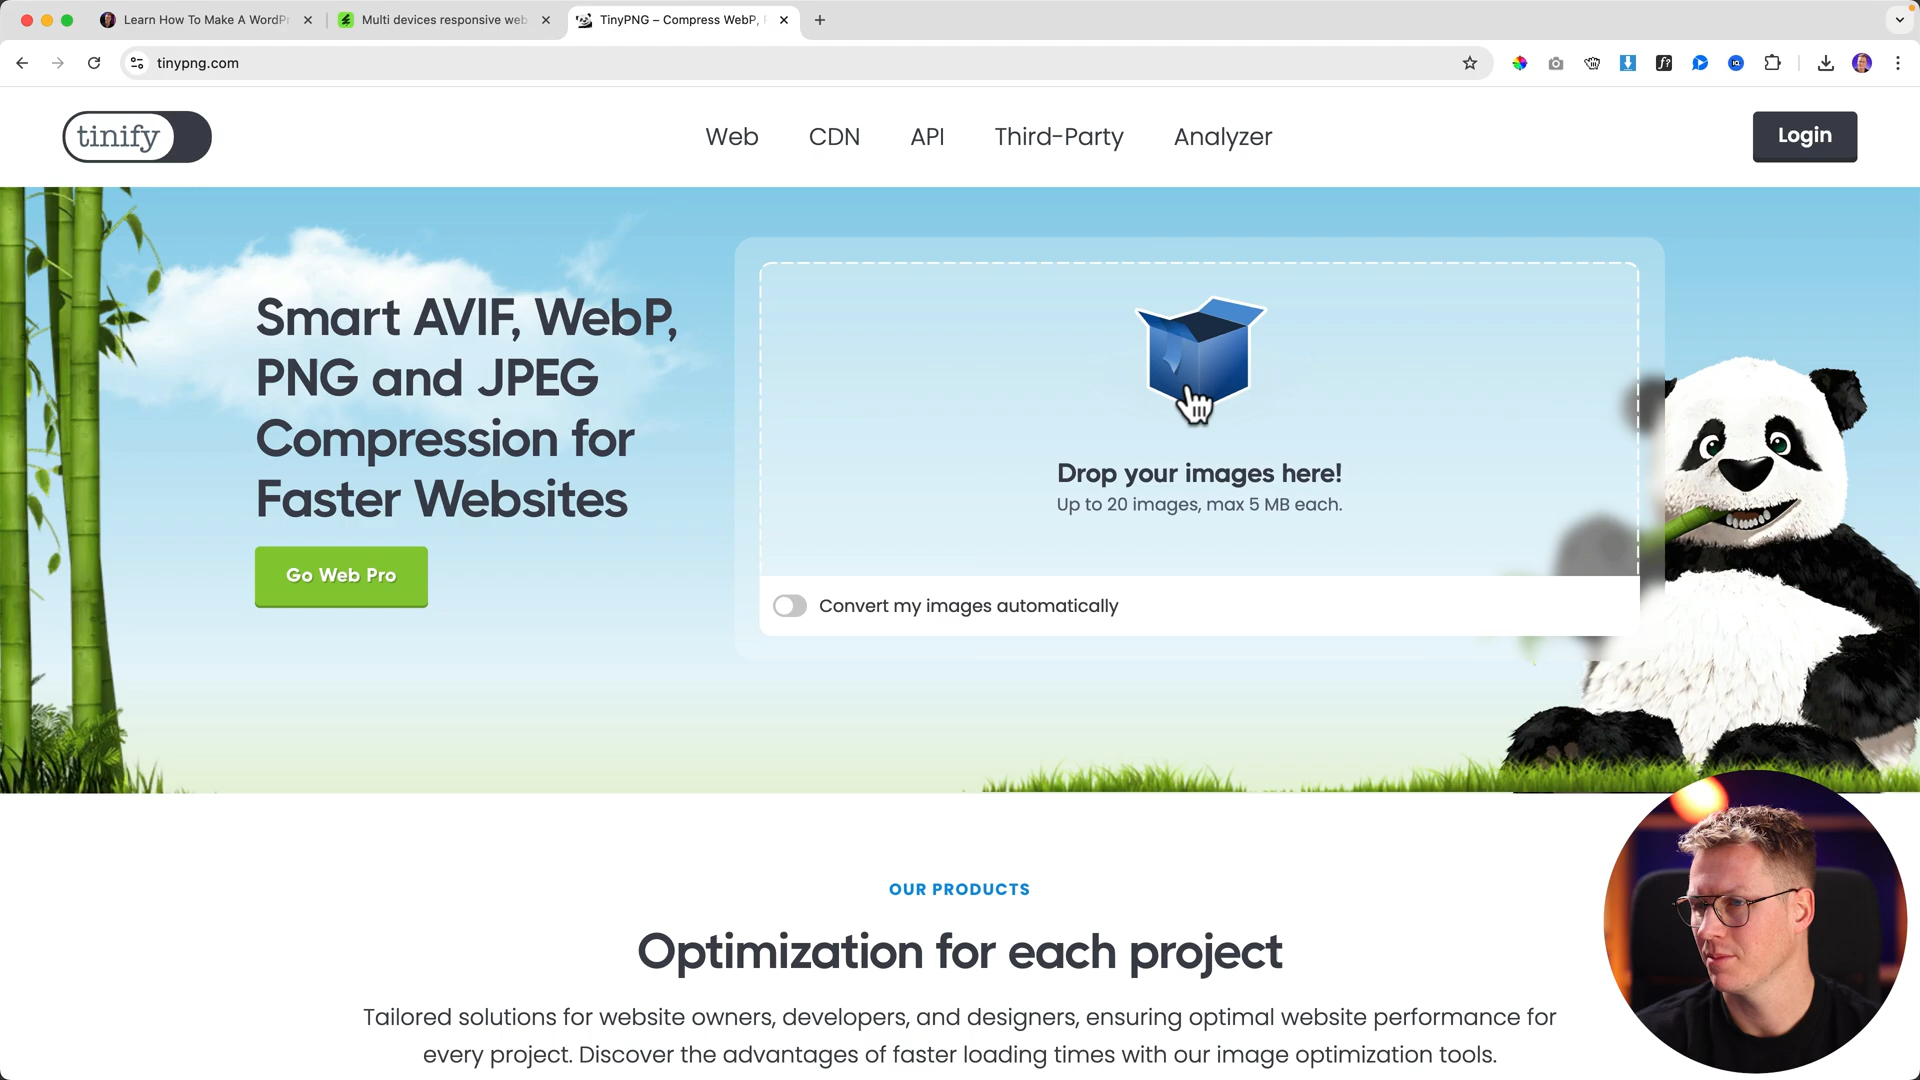 Learn How To Make A WordPr
Multi devices responsive web
TinyPNG – Compress WebP,
tinypng.com
tinify
Web
CDN
API
Third-Party
Analyzer
Login
Smart AVIF, WebP,
PNG and JPEG
Compression for
Faster Websites
Go Web Pro
Drop your images here!
Up to 20 images, max 5 MB each.
Convert my images automatically
OUR PRODUCTS
Optimization for each project
Tailored solutions for website owners, developers, and designers, ensuring optimal website performance for
every project. Discover the advantages of faster loading times with our image optimization tools.